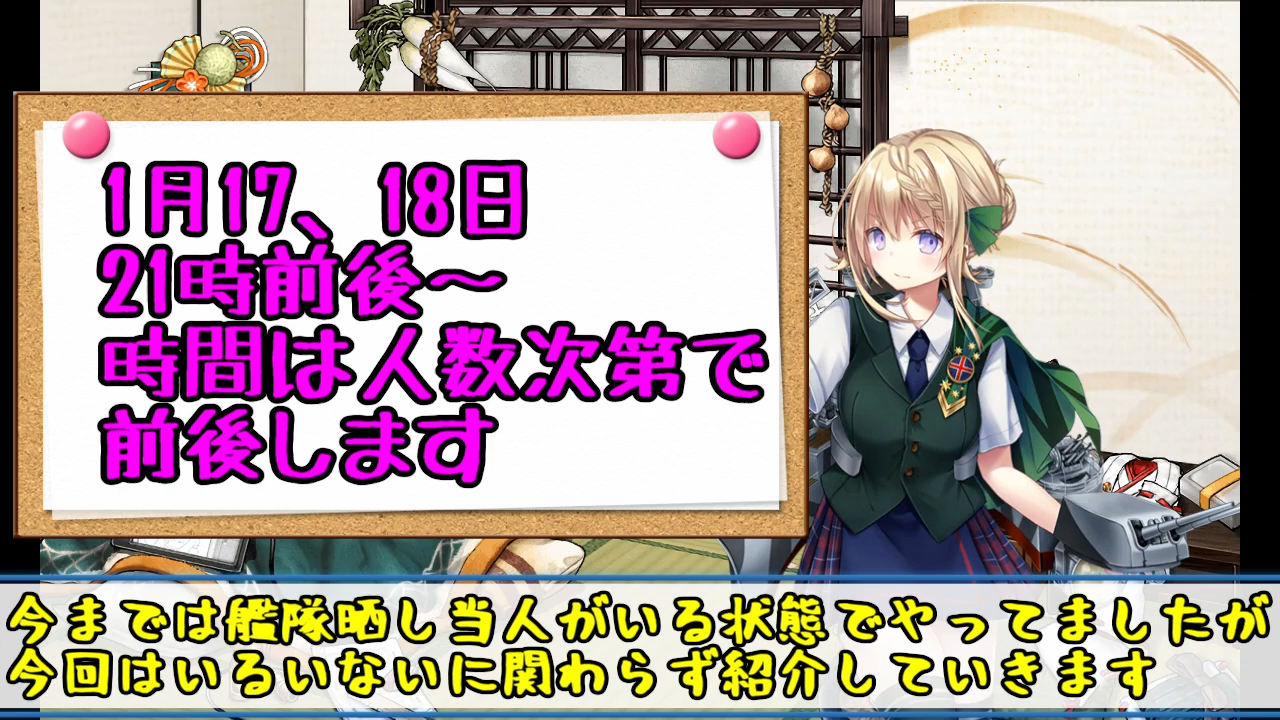 1月17、18日
21時前後～
時間は人数次第で
前後します
今までは艦隊晒し当人がいる状態でやってましたが
今回はいるいないに関わらず紹介していきます